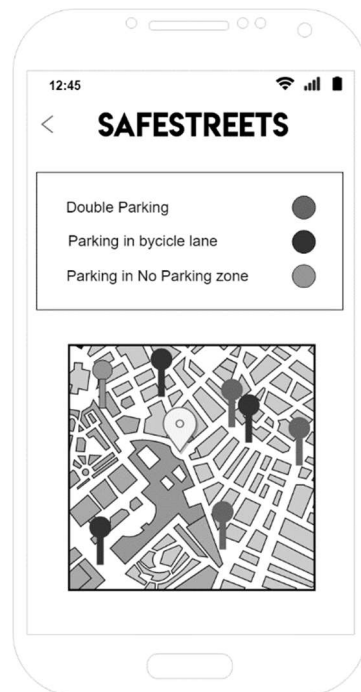 12:45
SAFESTREETS
Double Parking
Parking in bycicle lane
Parking in No Parking zone